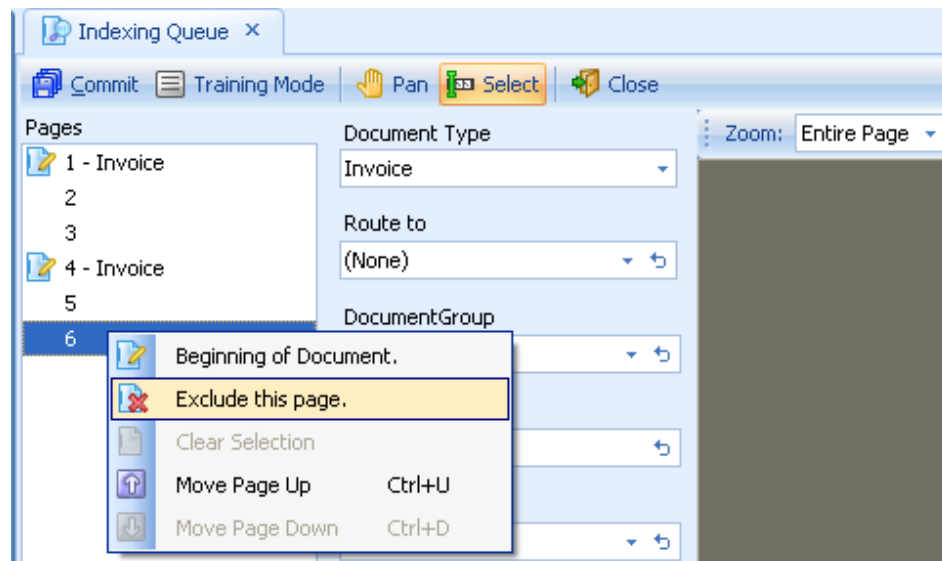 Indexing Queue
Commit Training Mode Pan Select Close
Pages
1 - Invoice
2
3
4 - Invoice
5
6
Document Type
Invoice
Route to
(None)
DocumentGroup
Zoom: Entire Page
Beginning of Document.
Exclude this page.
Clear Selection
Move Page Up Ctrl+U
Move Page Down Ctrl+D